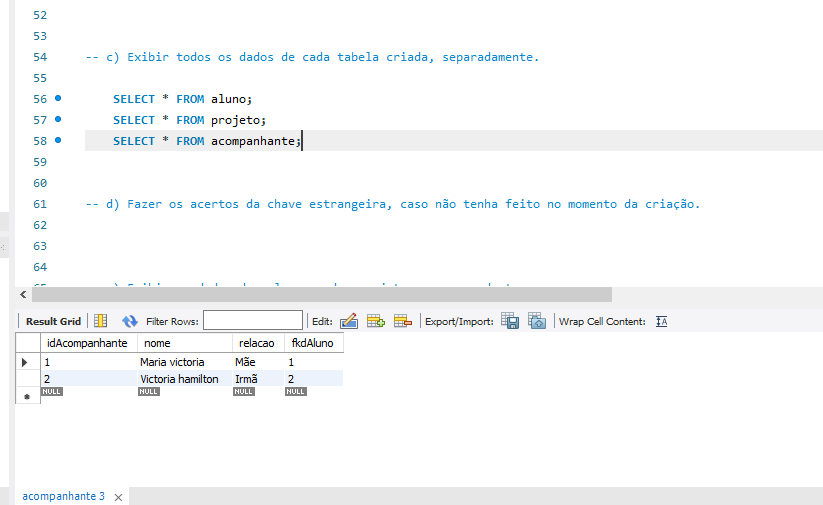 52
53
54 -- c) Exibir todos os dados de cada tabela criada, separadamente.
55
56 SELECT * FROM aluno;
57 SELECT * FROM projeto;
58 SELECT * FROM acompanhante;
59
60
61 -- d) Fazer os acertos da chave estrangeira, caso não tenha feito no momento da criação.
62
63
64
Result Grid Filter Rows: Edit: Export/Import: Wrap Cell Content:
idAcompanhante nome relacao fkdAluno
1 Maria victoria Mãe 1
2 Victoria hamilton Irmã 2
NULL NULL NULL NULL
acompanhante 3